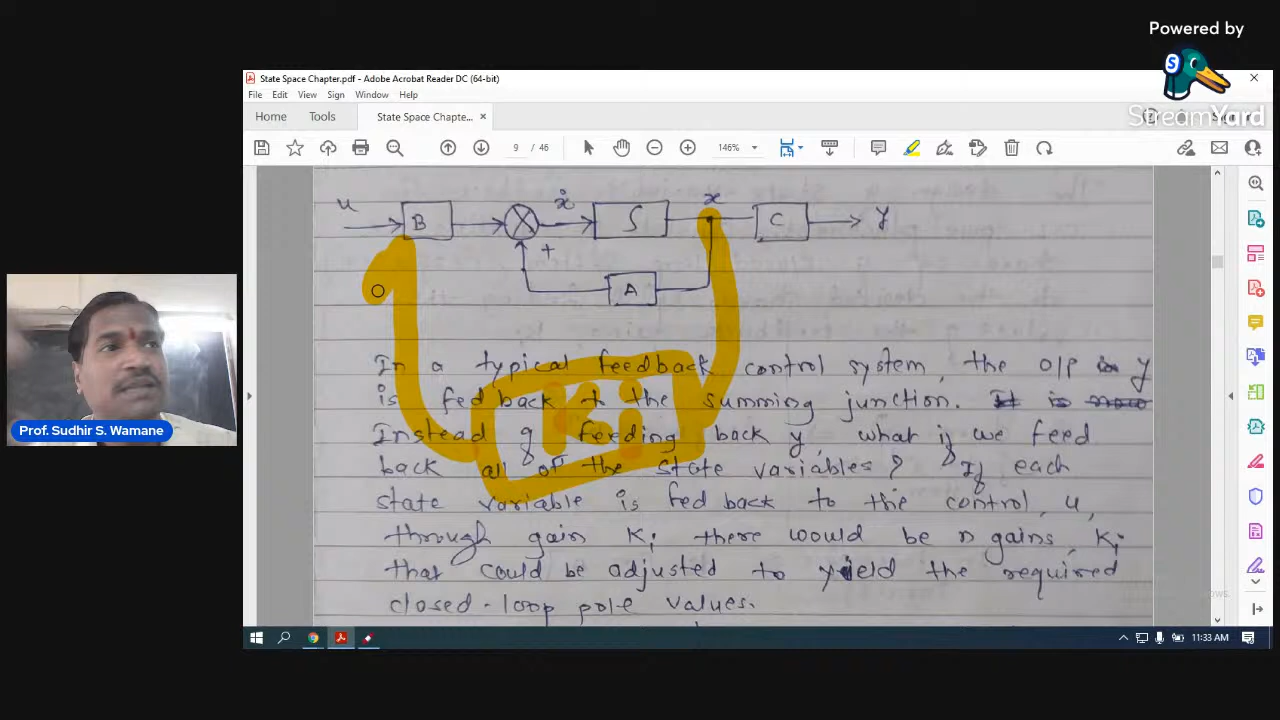 Powered by
StreamYard
State Space Chapter.pdf - Adobe Acrobat Reader DC (64-bit)
File Edit View Sign Window Help
Home Tools State Space Chapte...
9 / 46 146%
u B ẋ ∫ x C y
+
A
Ki
In a typical feedback control system, the o/p y
is fed back to the summing junction.
Instead of feeding back y, what if we feed
back all of the state variables? If each
state variable is fed back to the control, u,
through gain Ki there would be n gains, Ki
that could be adjusted to yield the required
closed-loop pole values.
Prof. Sudhir S. Wamane
11:33 AM